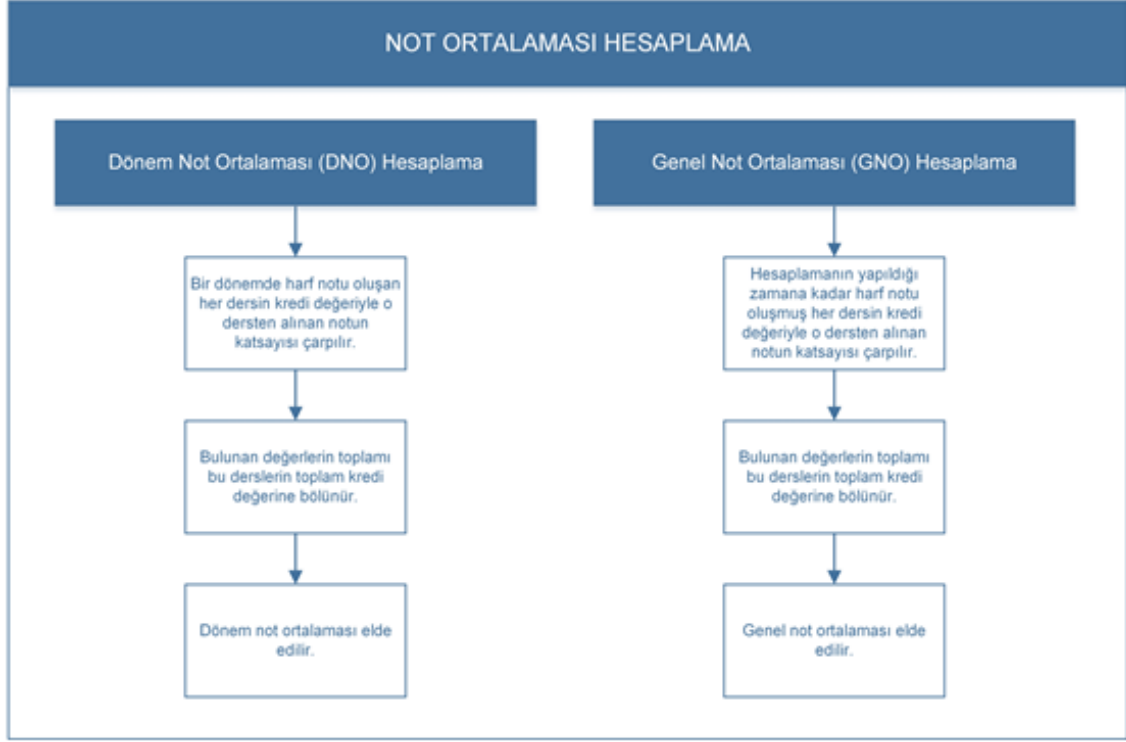 NOT ORTALAMASI HESAPLAMA
Dönem Not Ortalaması (DNO) Hesaplama
Bir dönemde harf notu oluşan
her dersin kredi değeriyle o
dersten alınan notun
katsayısı çarpılır.
Bulunan değerlerin toplamı
bu derslerin toplam kredi
değerine bölünür.
Dönem not ortalaması elde
edilir.
Genel Not Ortalaması (GNO) Hesaplama
Hesaplamanın yapıldığı
zamana kadar harf notu
oluşmuş her dersin kredi
değeriyle o dersten alınan
notun katsayısı çarpılır.
Bulunan değerlerin toplamı
bu derslerin toplam kredi
değerine bölünür.
Genel not ortalaması elde
edilir.